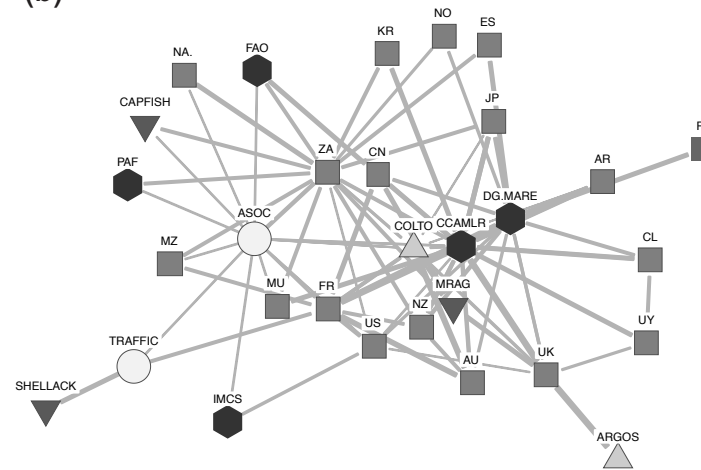 (b)
NO
ES
KR
FAO
NA.
CAPFISH
JP
ZA
CN
PAF
AR
DG.MARE
ASOC
COLTO
CCAMLR
MZ
CL
MU
FR
MRAG
NZ
US
UY
TRAFFIC
AU
UK
SHELLACK
IMCS
ARGOS